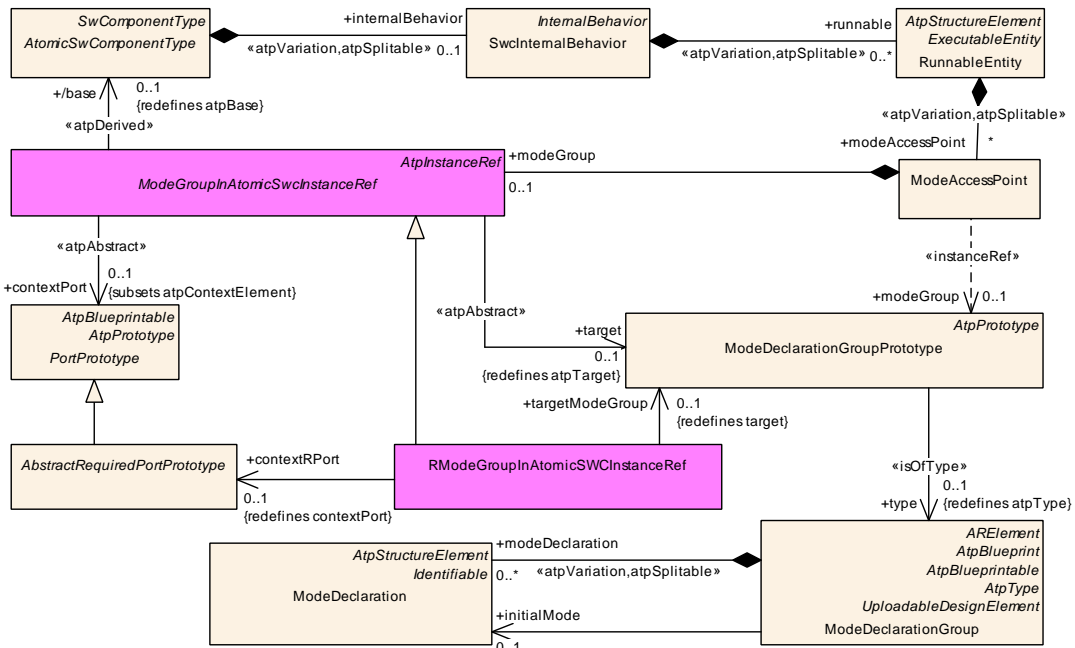 SwComponentType
AtomicSwComponentType
+internalBehavior
«atpVariation,atpSplitable» 0..1
InternalBehavior
SwcInternalBehavior
+runnable
«atpVariation,atpSplitable» 0..*
AtpStructureElement
ExecutableEntity
RunnableEntity
+/base
0..1
{redefines atpBase}
«atpDerived»
«atpVariation,atpSplitable»
+modeAccessPoint
*
AtpInstanceRef
ModeGroupInAtomicSwcInstanceRef
+modeGroup
0..1
ModeAccessPoint
«atpAbstract»
+contextPort
0..1
{subsets atpContextElement}
«instanceRef»
+modeGroup
0..1
AtpBlueprintable
AtpPrototype
PortPrototype
«atpAbstract»
+target
0..1
{redefines atpTarget}
AtpPrototype
ModeDeclarationGroupPrototype
+targetModeGroup
0..1
{redefines target}
AbstractRequiredPortPrototype
+contextRPort
0..1
{redefines contextPort}
RModeGroupInAtomicSWCInstanceRef
«isOfType»
0..1
+type
{redefines atpType}
AtpStructureElement
Identifiable
ModeDeclaration
+modeDeclaration
0..*
«atpVariation,atpSplitable»
+initialMode
0..1
ARElement
AtpBlueprint
AtpBlueprintable
AtpType
UploadableDesignElement
ModeDeclarationGroup